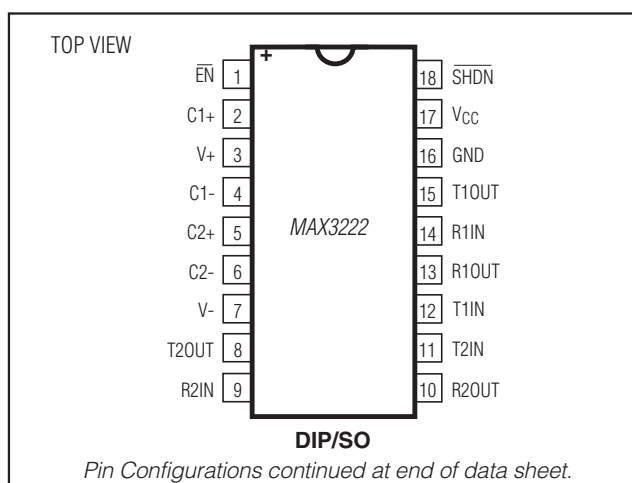 TOP VIEW
+
E̅N̅ 1
18 S̅H̅D̅N̅
C1+ 2
17 VCC
V+ 3
16 GND
C1- 4
15 T1OUT
C2+ 5
MAX3222
14 R1IN
C2- 6
13 R1OUT
V- 7
12 T1IN
T2OUT 8
11 T2IN
R2IN 9
10 R2OUT
DIP/SO
Pin Configurations continued at end of data sheet.